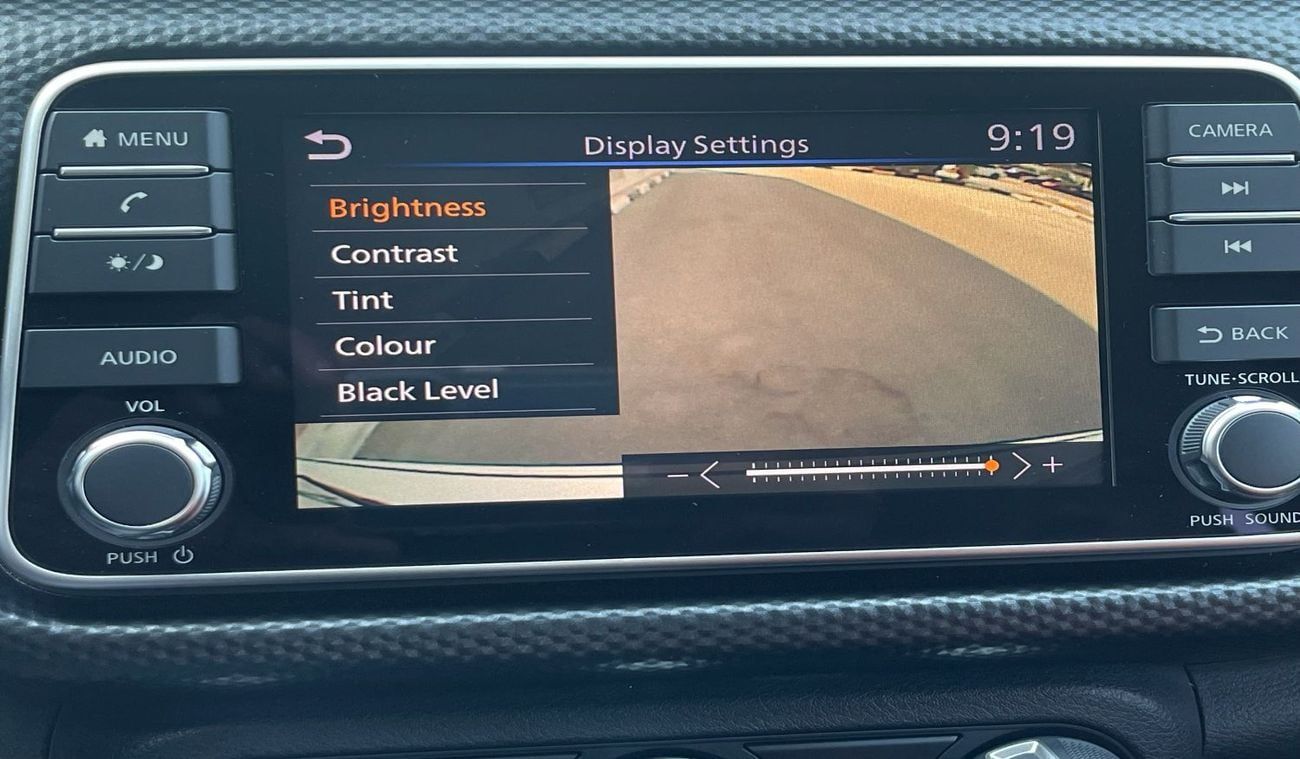 MENU
Display Settings
9:19
CAMERA
Brightness
Contrast
Tint
Colour
Black Level
AUDIO
BACK
VOL
TUNE·SCROLL
PUSH
PUSH SOUND